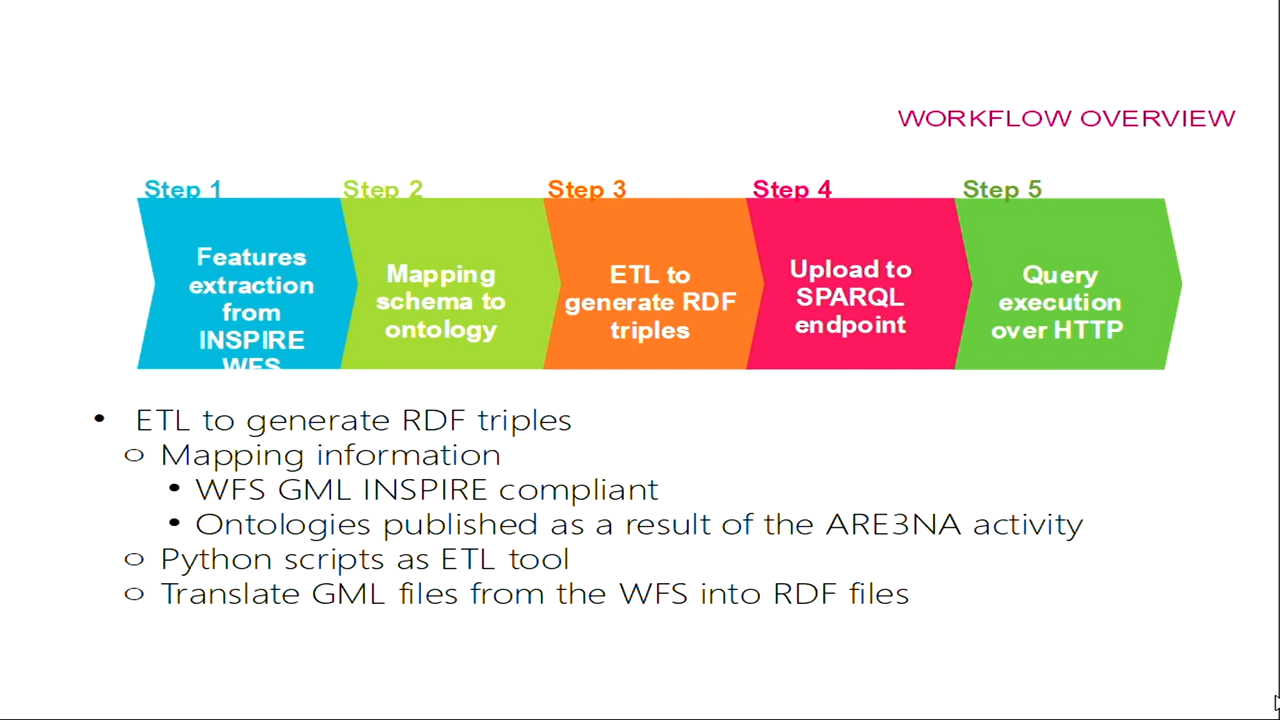 WORKFLOW OVERVIEW
Step 1
Step 2
Step 3
Step 4
Step 5
Features
extraction
from
INSPIRE
WFS
Mapping
schema to
ontology
ETL to
generate RDF
triples
Upload to
SPARQL
endpoint
Query
execution
over HTTP
• ETL to generate RDF triples
o Mapping information
• WFS GML INSPIRE compliant
• Ontologies published as a result of the ARE3NA activity
o Python scripts as ETL tool
o Translate GML files from the WFS into RDF files